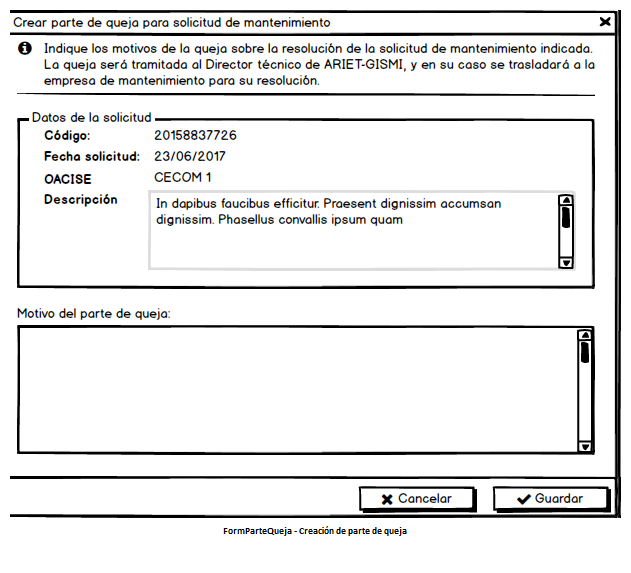 Crear parte de queja para solicitud de mantenimiento
Indique los motivos de la queja sobre la resolución de la solicitud de mantenimiento indicada.
La queja será tramitada al Director técnico de ARIET-GISMI, y en su caso se trasladará a la
empresa de mantenimiento para su resolución.
Datos de la solicitud
Código: 20158837726
Fecha solicitud: 23/06/2017
OACISE CECOM 1
Descripción In dapibus faucibus efficitur. Praesent dignissim accumsan
dignissim. Phasellus convallis ipsum quam
Motivo del parte de queja:
Cancelar Guardar
FormParteQueja - Creación de parte de queja